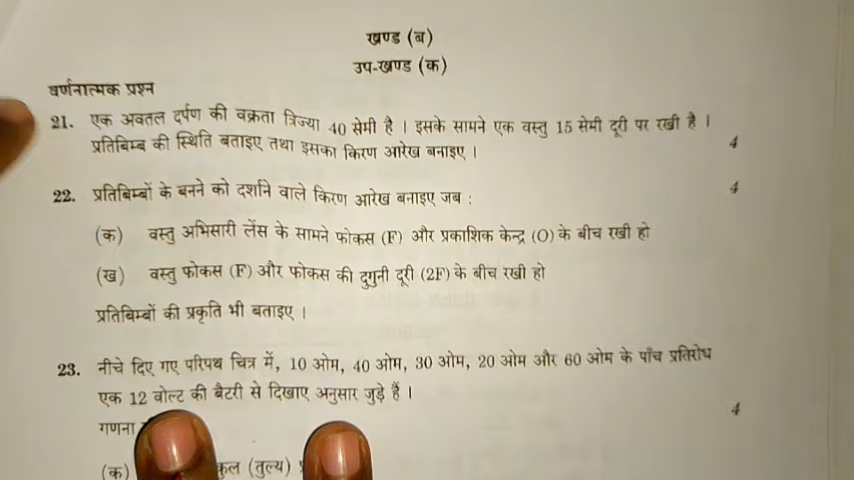 खण्ड (ब)
उप-खण्ड (क)
वर्णनात्मक प्रश्न
21. एक अवतल दर्पण की वक्रता त्रिज्या 40 सेमी है । इसके सामने एक वस्तु 15 सेमी दूरी पर रखी है ।
प्रतिबिम्ब की स्थिति बताइए तथा इसका किरण आरेख बनाइए । 4
22. प्रतिबिम्बों के बनने को दर्शाने वाले किरण आरेख बनाइए जब : 4
(क) वस्तु अभिसारी लेंस के सामने फोकस (F) और प्रकाशिक केन्द्र (O) के बीच रखी हो
(ख) वस्तु फोकस (F) और फोकस की दुगुनी दूरी (2F) के बीच रखी हो
प्रतिबिम्बों की प्रकृति भी बताइए ।
23. नीचे दिए गए परिपथ चित्र में, 10 ओम, 40 ओम, 30 ओम, 20 ओम और 60 ओम के पाँच प्रतिरोध
एक 12 वोल्ट की बैटरी से दिखाए अनुसार जुड़े हैं ।
गणना 4
(क) कुल (तुल्य)